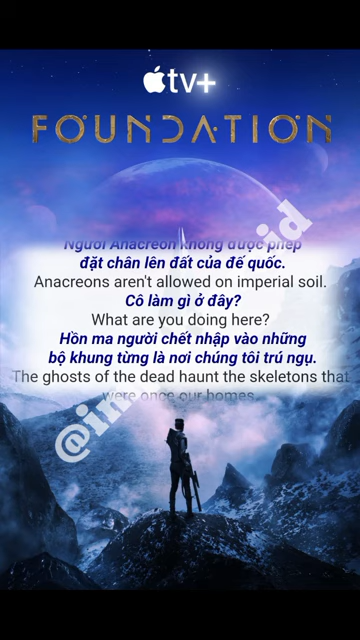 tv+
FOUNDATION
Người Anacreon không được phép
đặt chân lên đất của đế quốc.
Anacreons aren't allowed on imperial soil.
Cô làm gì ở đây?
What are you doing here?
Hồn ma người chết nhập vào những
bộ khung từng là nơi chúng tôi trú ngụ.
The ghosts of the dead haunt the skeletons that
were once our homes.